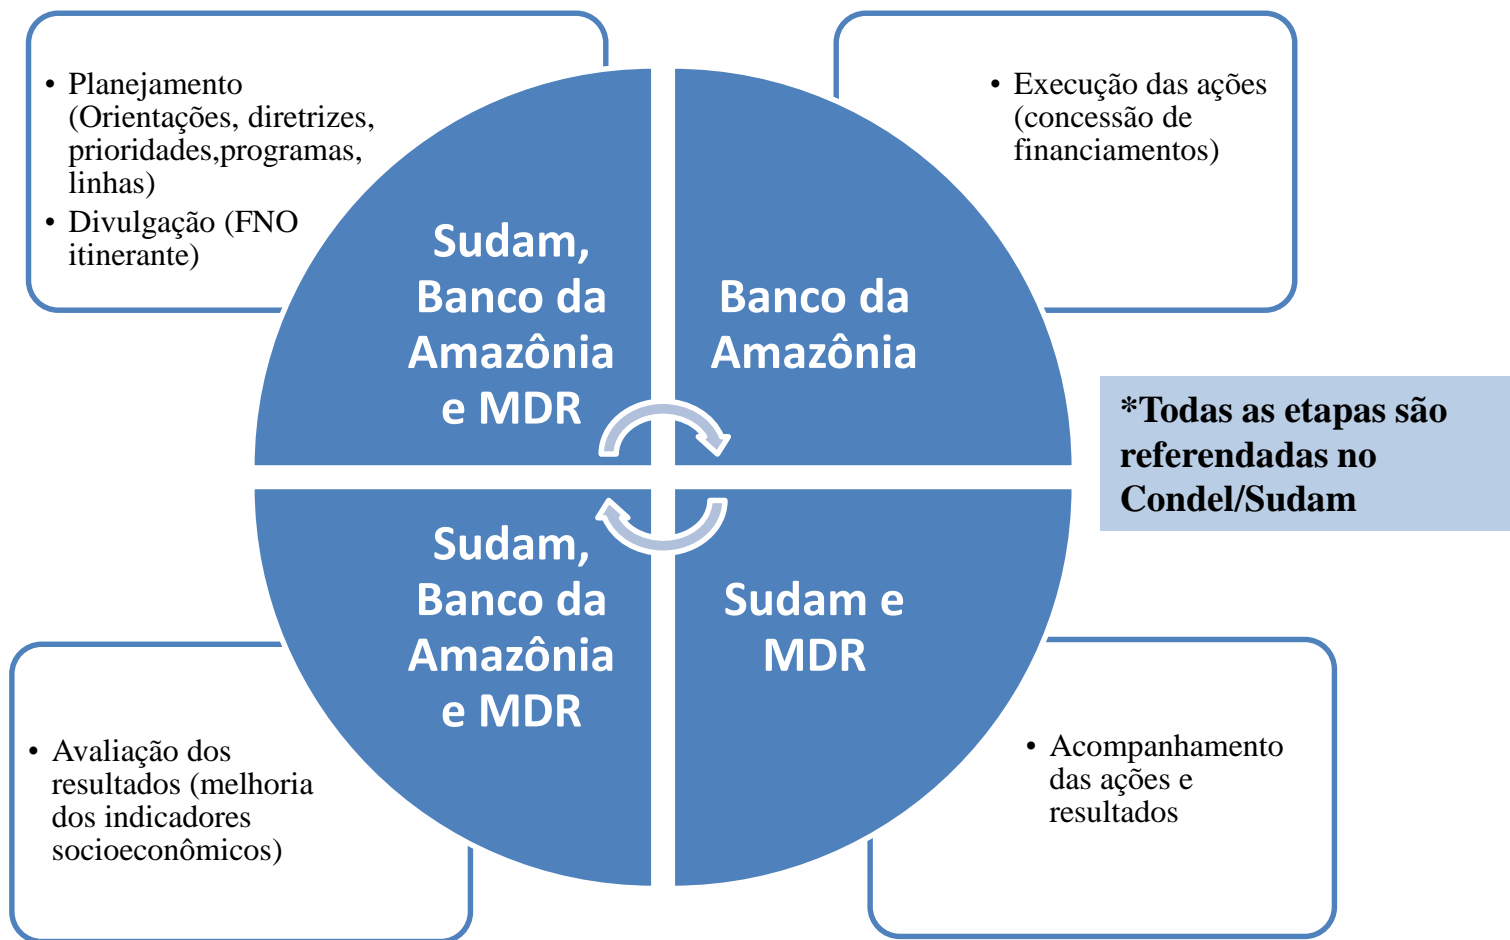 • Planejamento
(Orientações, diretrizes,
prioridades,programas,
linhas)
• Divulgação (FNO
itinerante)
• Execução das ações
(concessão de
financiamentos)
Sudam,
Banco da
Amazônia
e MDR
Banco da
Amazônia
*Todas as etapas são
referendadas no
Condel/Sudam
Sudam,
Banco da
Amazônia
e MDR
Sudam e
MDR
• Avaliação dos
resultados (melhoria
dos indicadores
socioeconômicos)
• Acompanhamento
das ações e
resultados